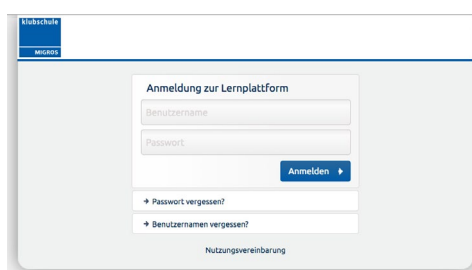 klubschule
MIGROS
Anmeldung zur Lernplattform
Benutzername
Passwort
Anmelden
Passwort vergessen?
Benutzernamen vergessen?
Nutzungsvereinbarung